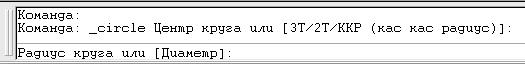 Команда:
Команда: _circle Центр круга или [3Т/2Т/ККР (кас кас радиус)]:
Радиус круга или [Диаметр]: